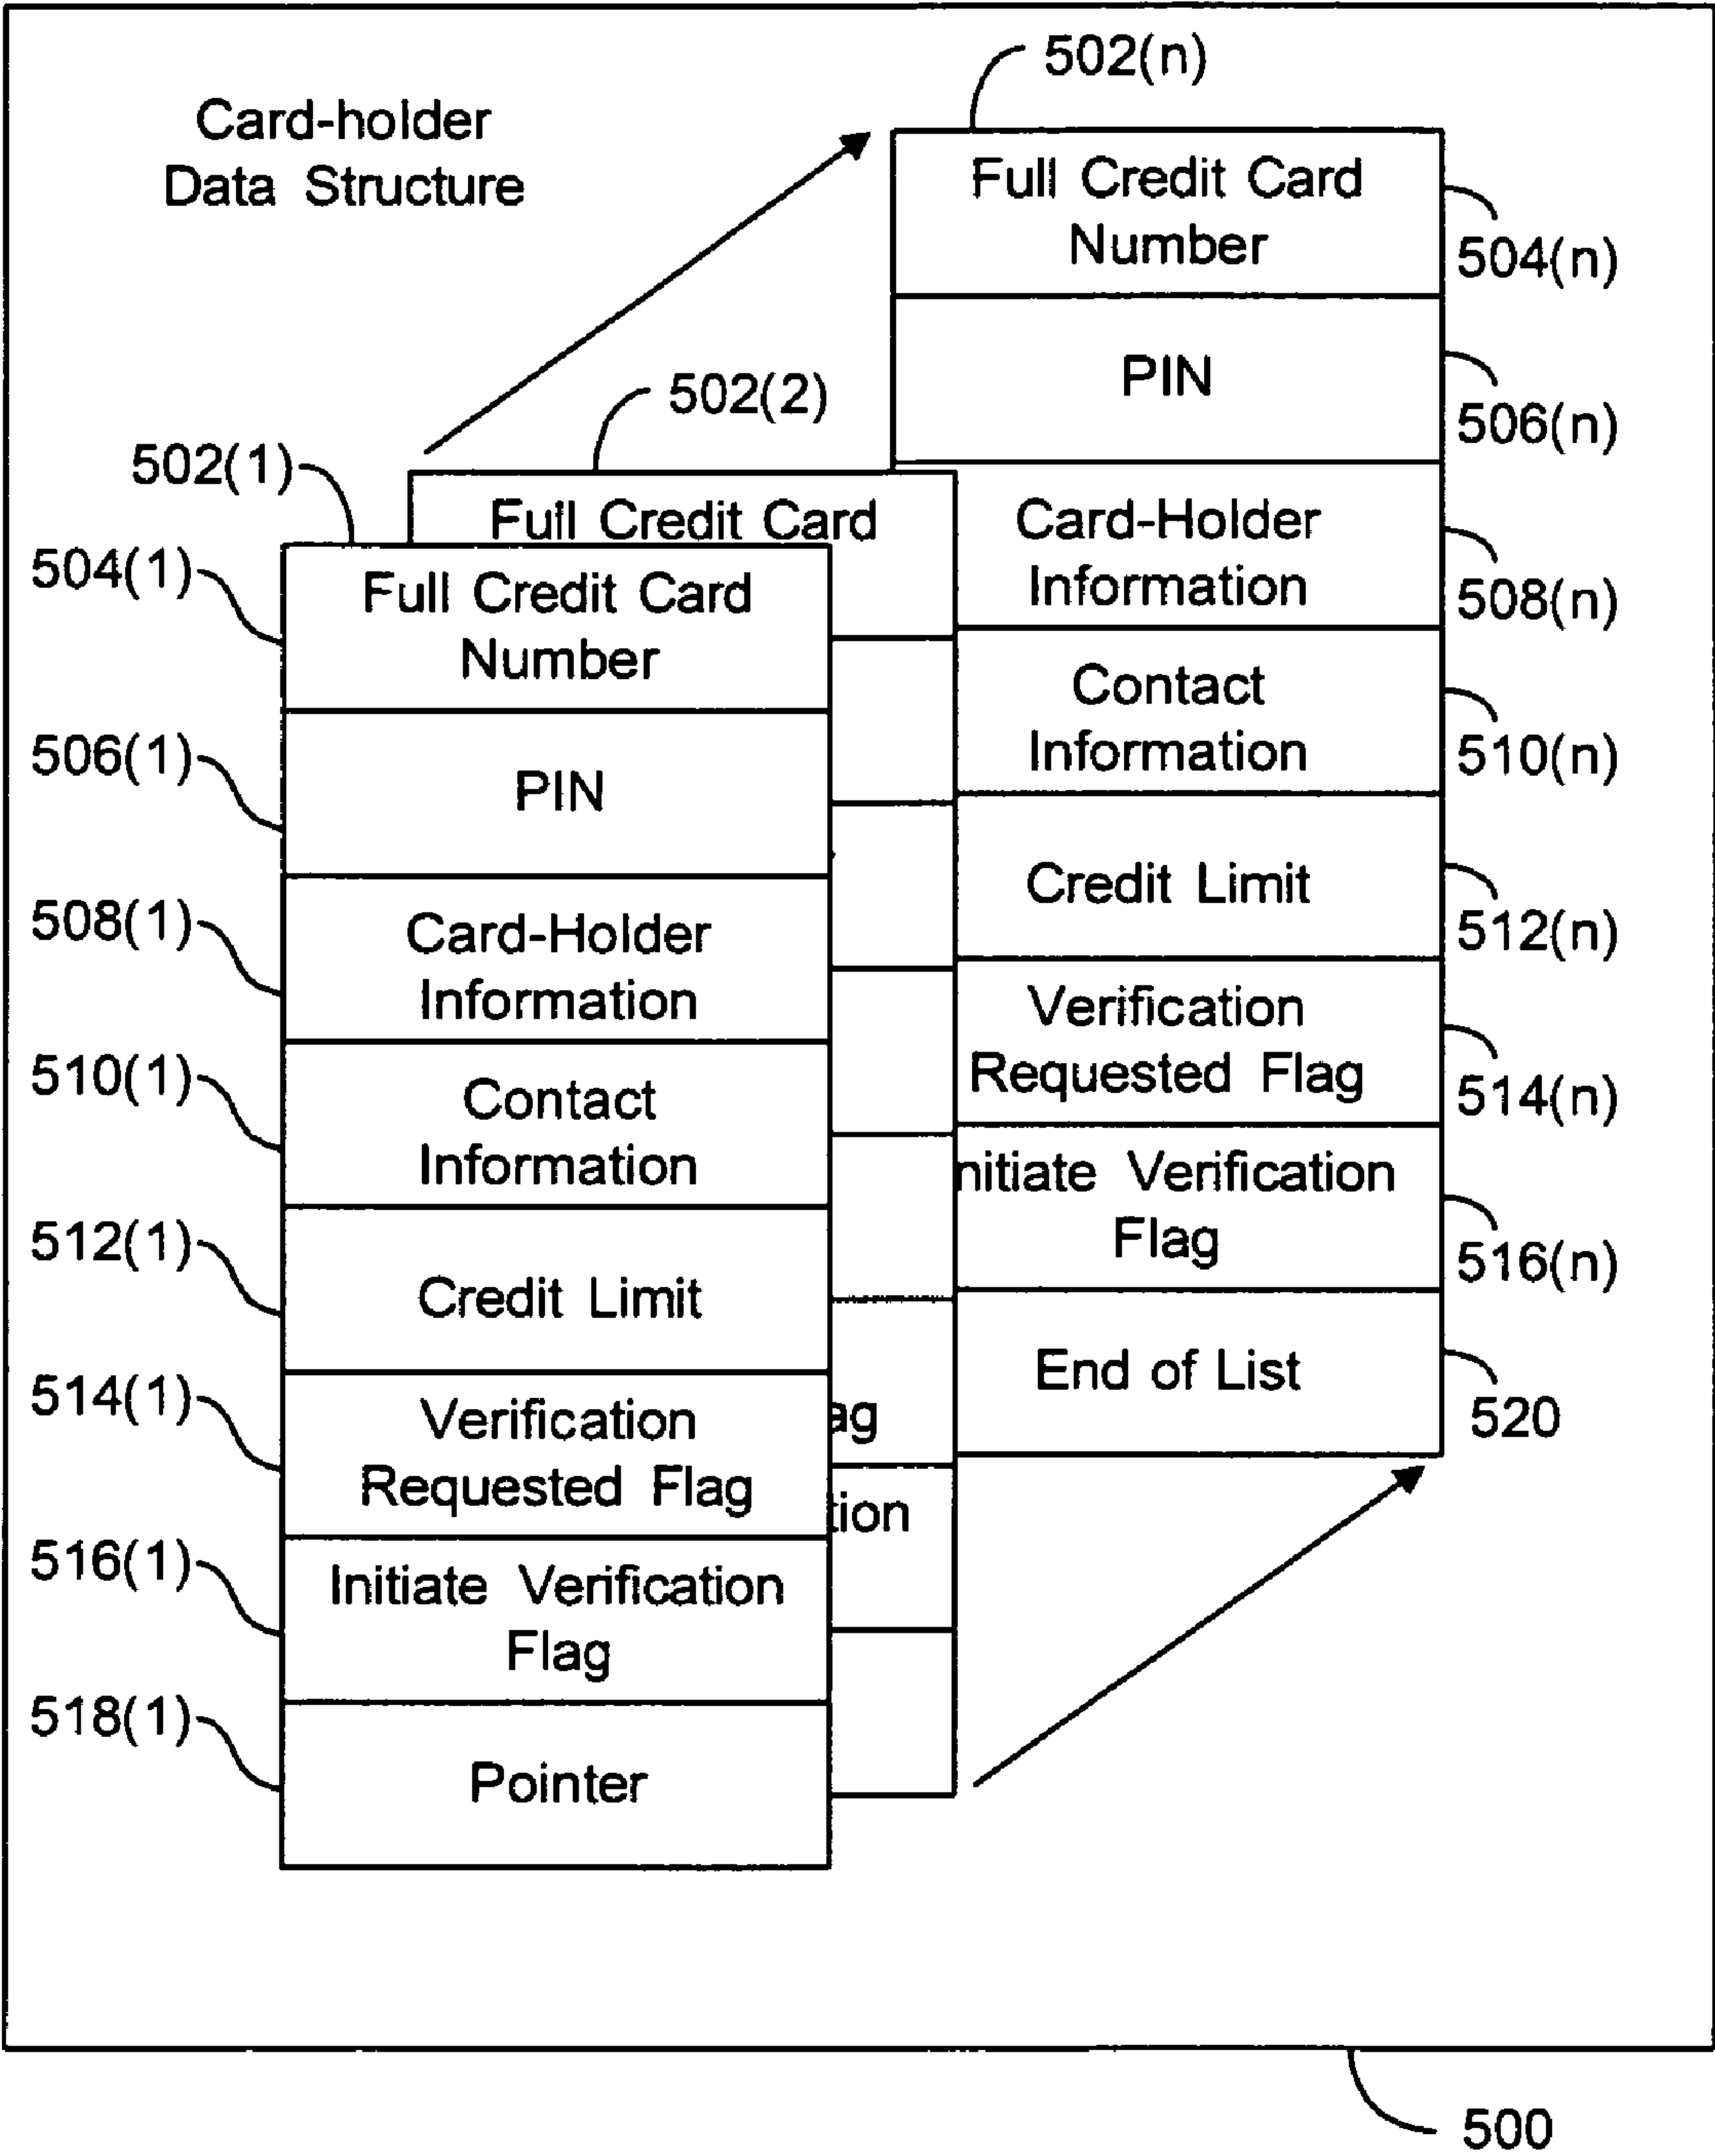 Card-holder
Data Structure
502(n)
Full Credit Card
Number
504(n)
PIN
506(n)
Card-Holder
Information
508(n)
Contact
Information
510(n)
Credit Limit
512(n)
Verification
Requested Flag
514(n)
nitiate Verification
Flag
516(n)
End of List
520
502(2)
Full Credit Card
ag
tion
502(1)
504(1)
Full Credit Card
Number
506(1)
PIN
508(1)
Card-Holder
Information
510(1)
Contact
Information
512(1)
Credit Limit
514(1)
Verification
Requested Flag
516(1)
Initiate Verification
Flag
518(1)
Pointer
500